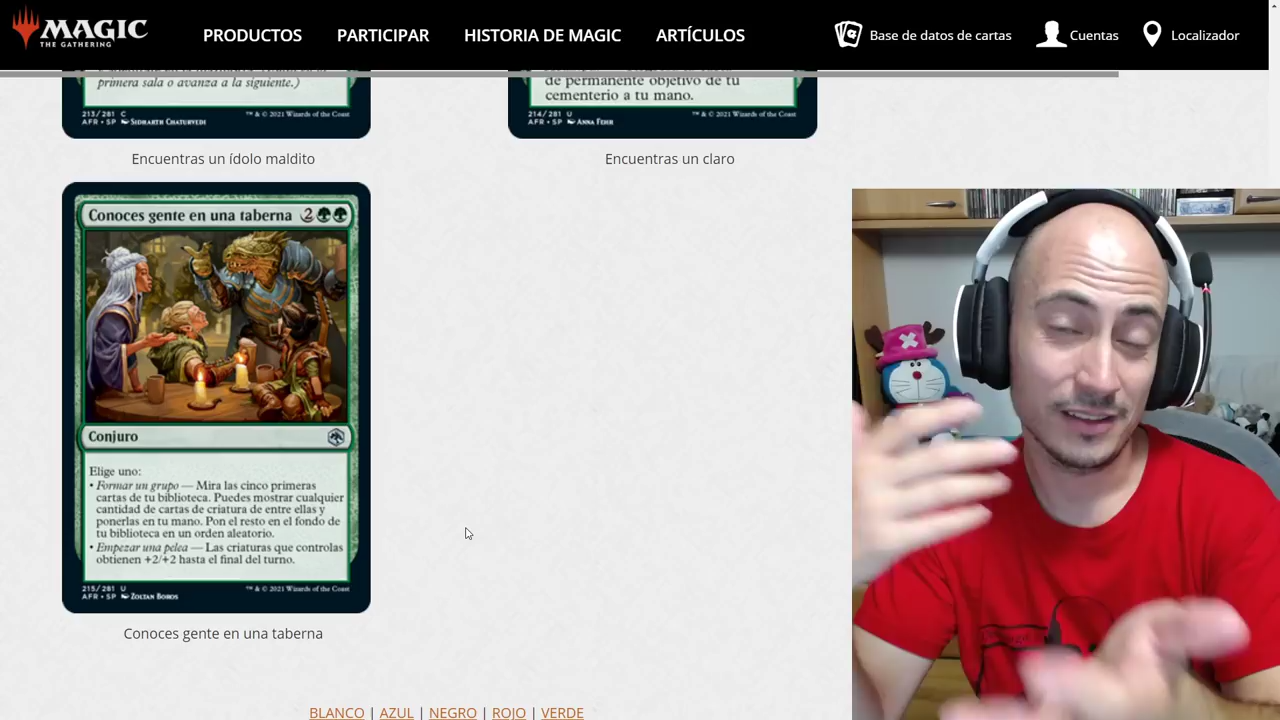 MAGIC
THE GATHERING
PRODUCTOS
PARTICIPAR
HISTORIA DE MAGIC
ARTÍCULOS
Base de datos de cartas
Cuentas
Localizador
primera sala o avanza a la siguiente.)
213/281 C
AFR • SP Sidharth Chaturvedi
™ & © 2021 Wizards of the Coast
de permanente objetivo de tu
cementerio a tu mano.
214/281 U
AFR • SP Anna Fehr
™ & © 2021 Wizards of the Coast
Encuentras un ídolo maldito
Encuentras un claro
Conoces gente en una taberna 2
Conjuro
Elige uno:
• Formar un grupo — Mira las cinco primeras
cartas de tu biblioteca. Puedes mostrar cualquier
cantidad de cartas de criatura de entre ellas y
ponerlas en tu mano. Pon el resto en el fondo de
tu biblioteca en un orden aleatorio.
• Empezar una pelea — Las criaturas que controlas
obtienen +2/+2 hasta el final del turno.
215/281 U
AFR • SP Zoltan Boros
™ & © 2021 Wizards of the Coast
Conoces gente en una taberna
BLANCO | AZUL | NEGRO | ROJO | VERDE